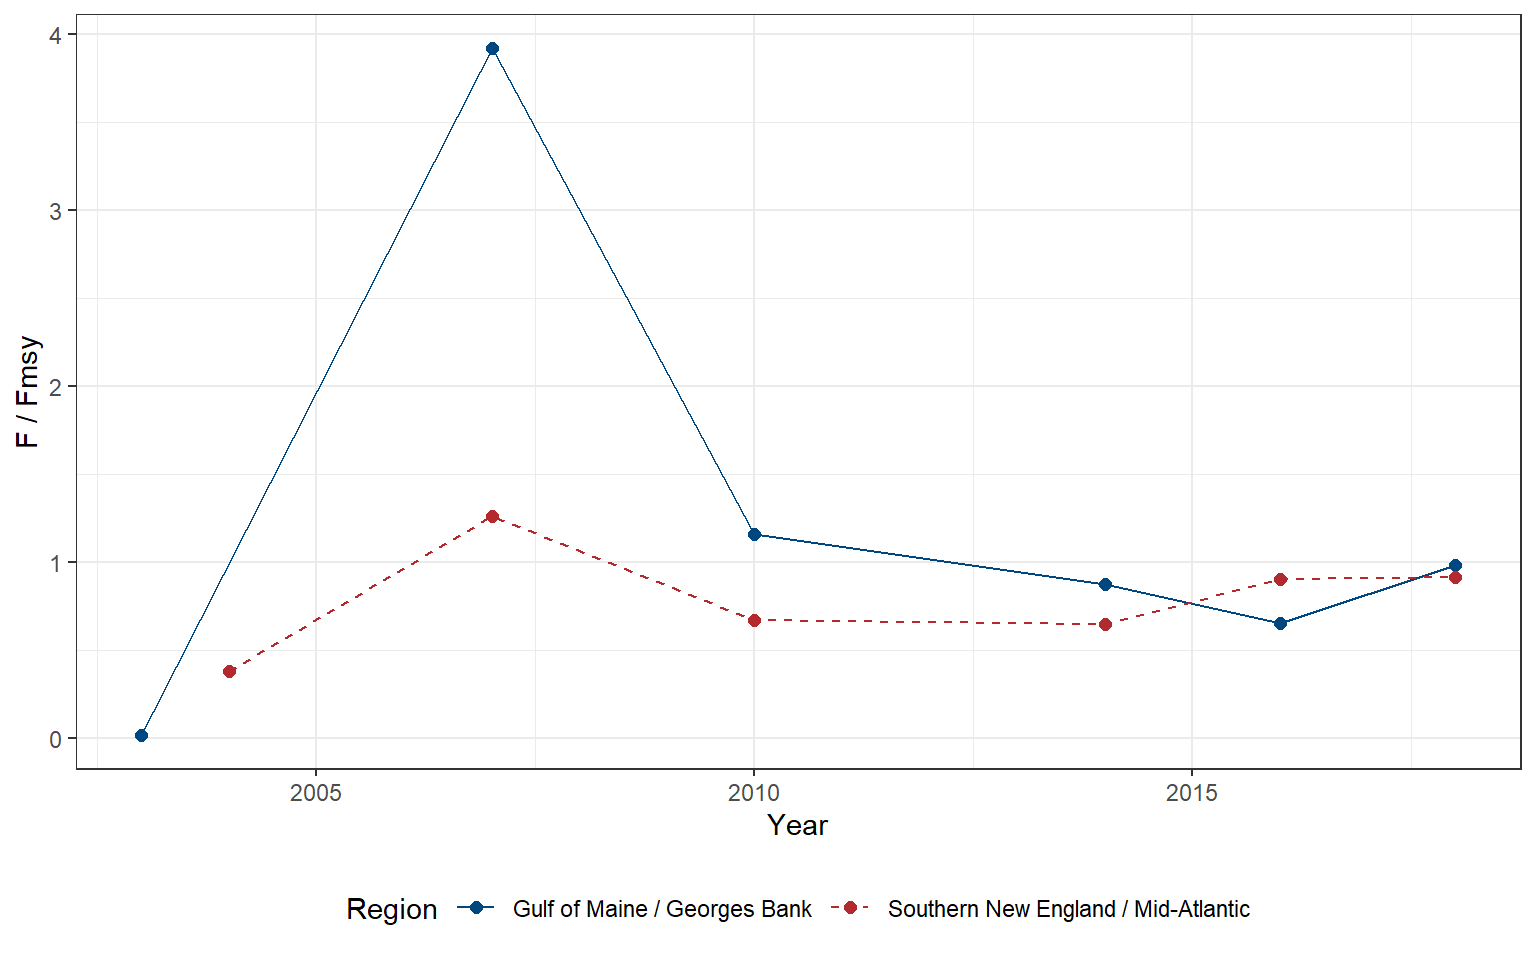 4
3
2
1
0
F / Fmsy
2005 2010 2015
Year
Region Gulf of Maine / Georges Bank Southern New England / Mid-Atlantic